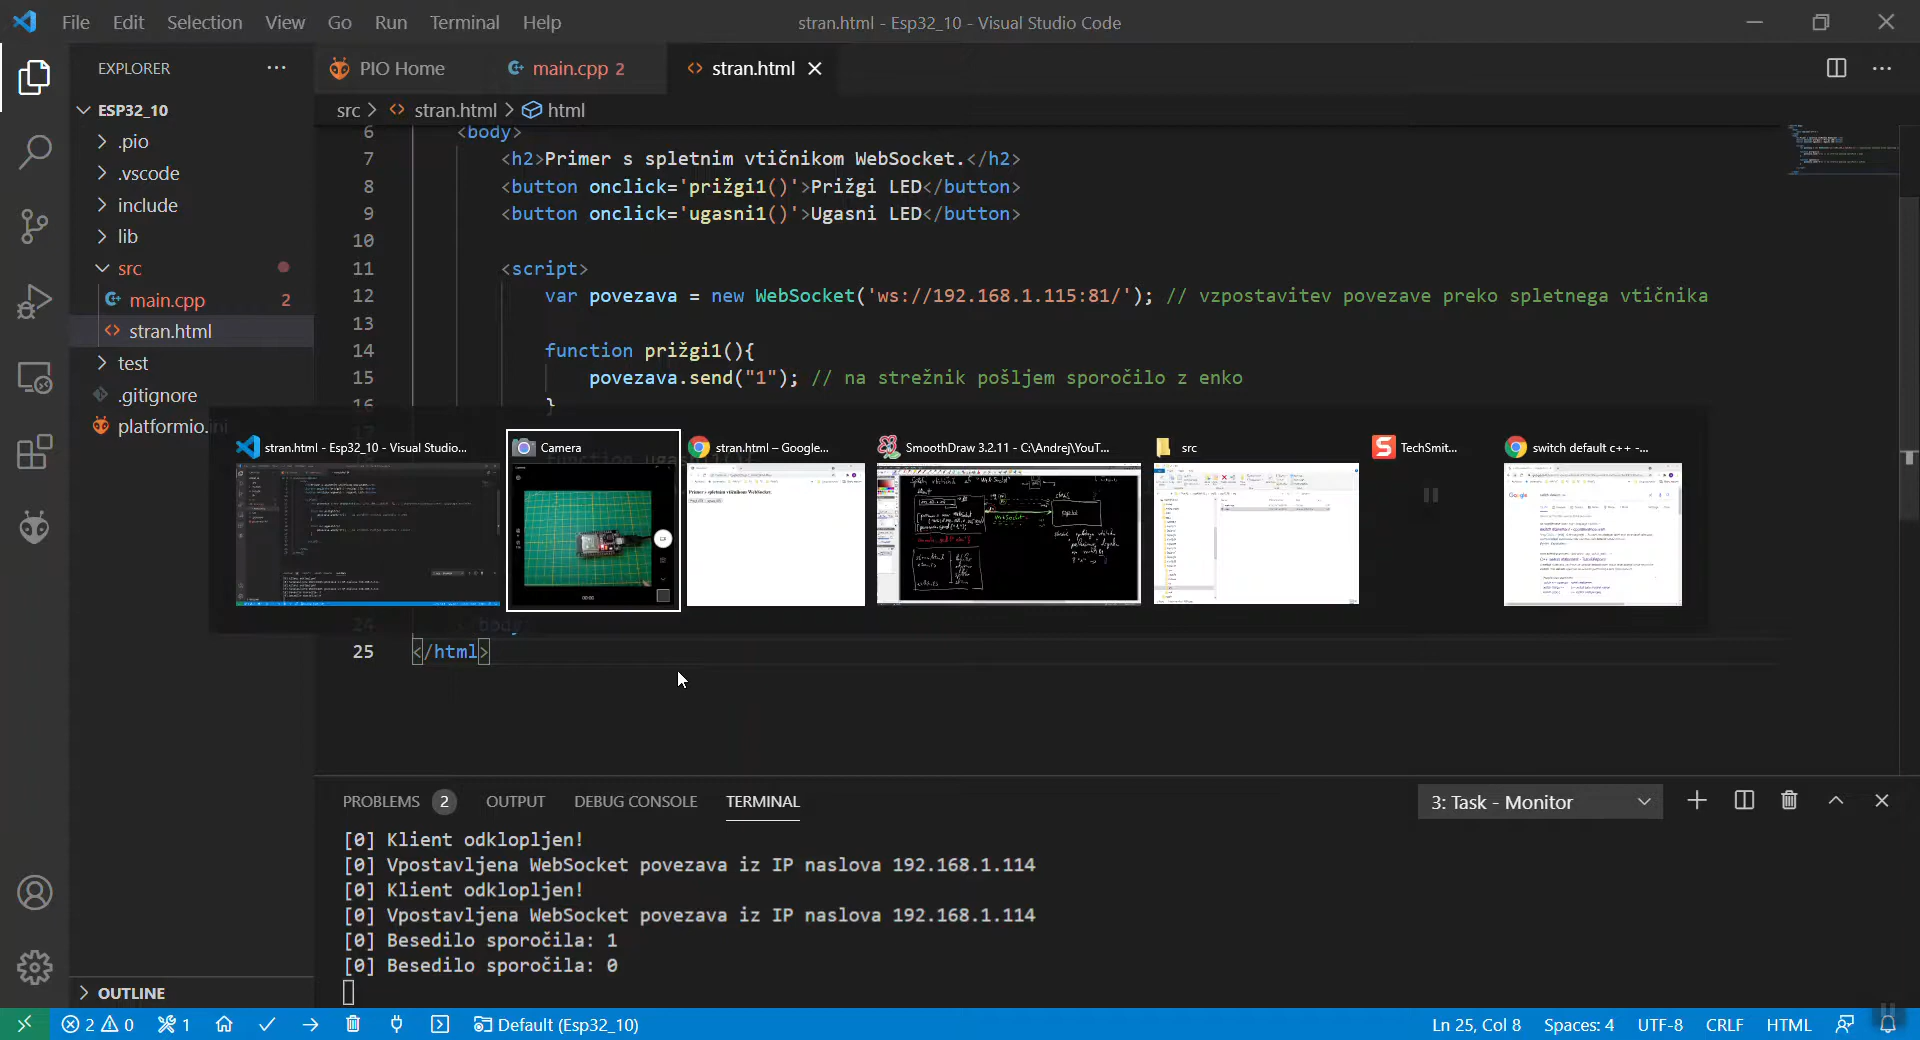 File Edit Selection View Go Run Terminal Help
stran.html - Esp32_10 - Visual Studio Code
EXPLORER
PIO Home
main.cpp 2
stran.html
ESP32_10
src > stran.html > html
.pio
.vscode
include
lib
src
main.cpp 2
stran.html
test
.gitignore
platformio.ini
6 <body>
7 <h2>Primer s spletnim vtičnikom WebSocket.</h2>
8 <button onclick='prižgi1()'>Prižgi LED</button>
9 <button onclick='ugasni1()'>Ugasni LED</button>
10
11 <script>
12 var povezava = new WebSocket('ws://192.168.1.115:81/'); // vzpostavitev povezave preko spletnega vtičnika
13
14 function prižgi1(){
15 povezava.send("1"); // na strežnik pošljem sporočilo z enko
16 }
stran.html - Esp32_10 - Visual Studio...
Camera
stran.html – Google...
SmoothDraw 3.2.11 - C:\Andrej\YouT...
src
TechSmit...
switch default c++ -...
24 body
25 </html>
PROBLEMS 2 OUTPUT DEBUG CONSOLE TERMINAL
3: Task - Monitor
[0] Klient odklopljen!
[0] Vpostavljena WebSocket povezava iz IP naslova 192.168.1.114
[0] Klient odklopljen!
[0] Vpostavljena WebSocket povezava iz IP naslova 192.168.1.114
[0] Besedilo sporočila: 1
[0] Besedilo sporočila: 0
OUTLINE
2 0 1 Default (Esp32_10)
Ln 25, Col 8 Spaces: 4 UTF-8 CRLF HTML